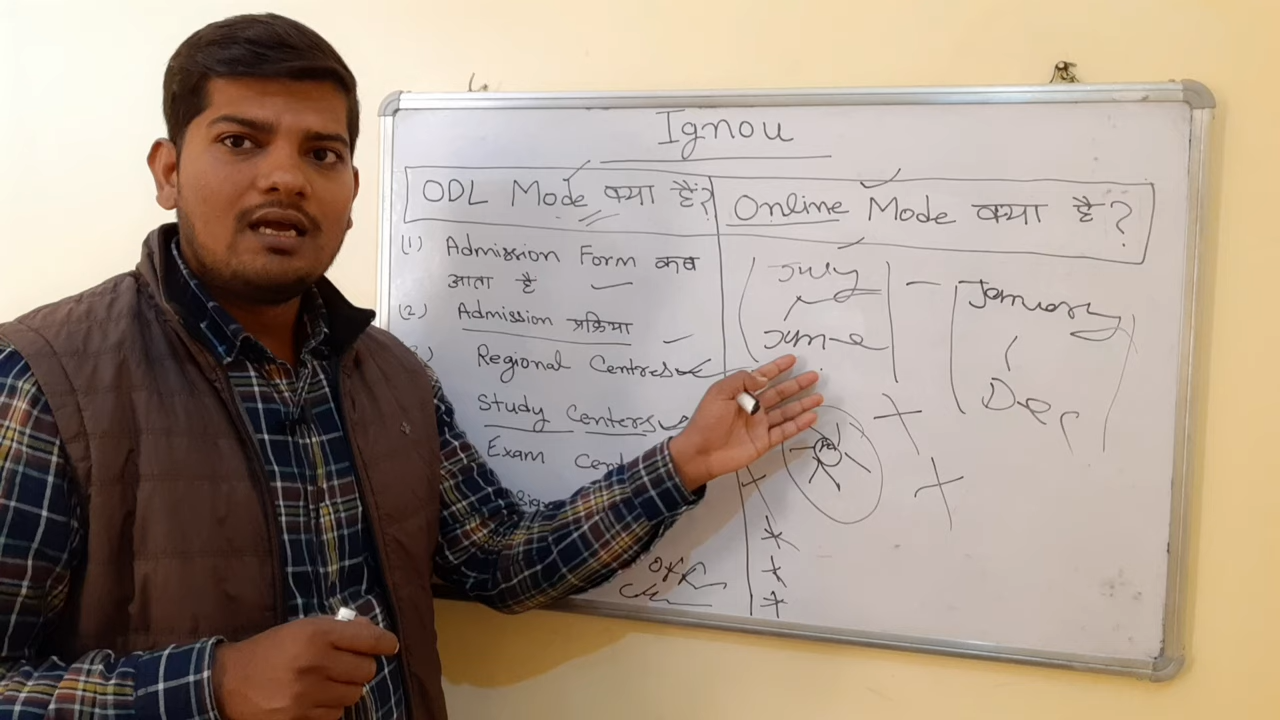 Ignou
ODL Mode क्या हैं?
(1) Admission Form कब
आता है
(2) Admission प्रक्रिया
Regional Centres
Study Centers
Exam Cent
Online Mode क्या है?
July - January
June
Dec